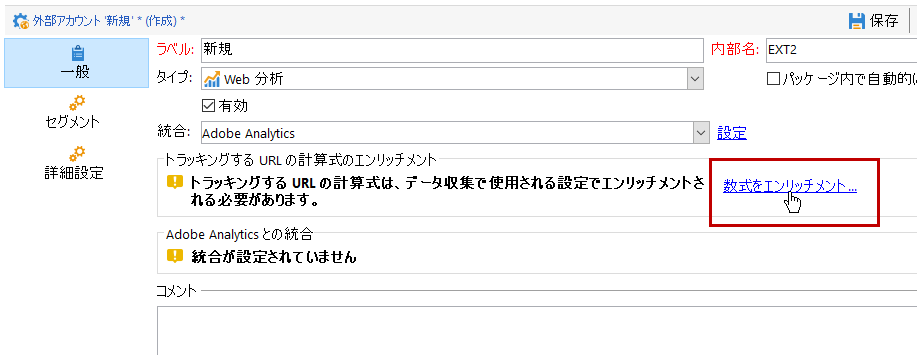 外部アカウント '新規' * (作成) *
保存
一般
セグメント
詳細設定
ラベル: 新規
内部名: EXT2
タイプ: Web 分析
パッケージ内で自動的に
有効
統合: Adobe Analytics
設定
トラッキングする URL の計算式のエンリッチメント
トラッキングする URL の計算式は、データ収集で使用される設定でエンリッチメントさ
れる必要があります。
数式をエンリッチメント...
Adobe Analytics との統合
統合が設定されていません
コメント